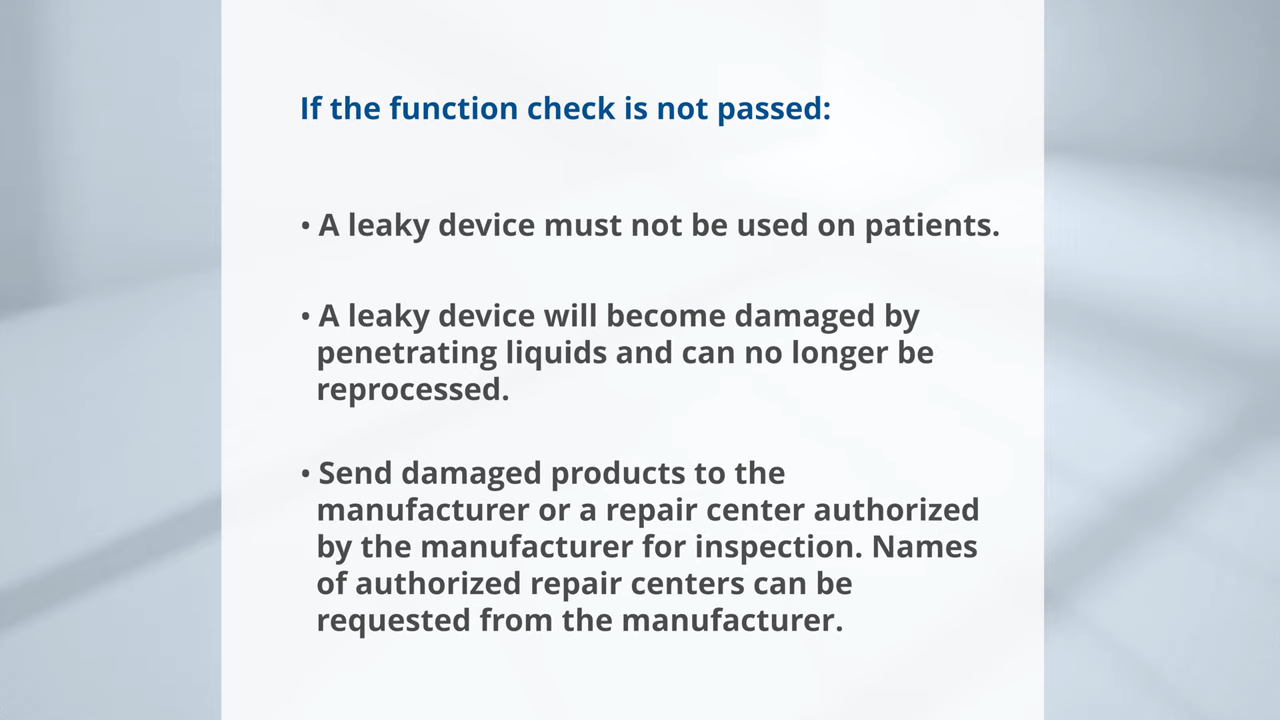 If the function check is not passed:
• A leaky device must not be used on patients.
• A leaky device will become damaged by
penetrating liquids and can no longer be
reprocessed.
• Send damaged products to the
manufacturer or a repair center authorized
by the manufacturer for inspection. Names
of authorized repair centers can be
requested from the manufacturer.